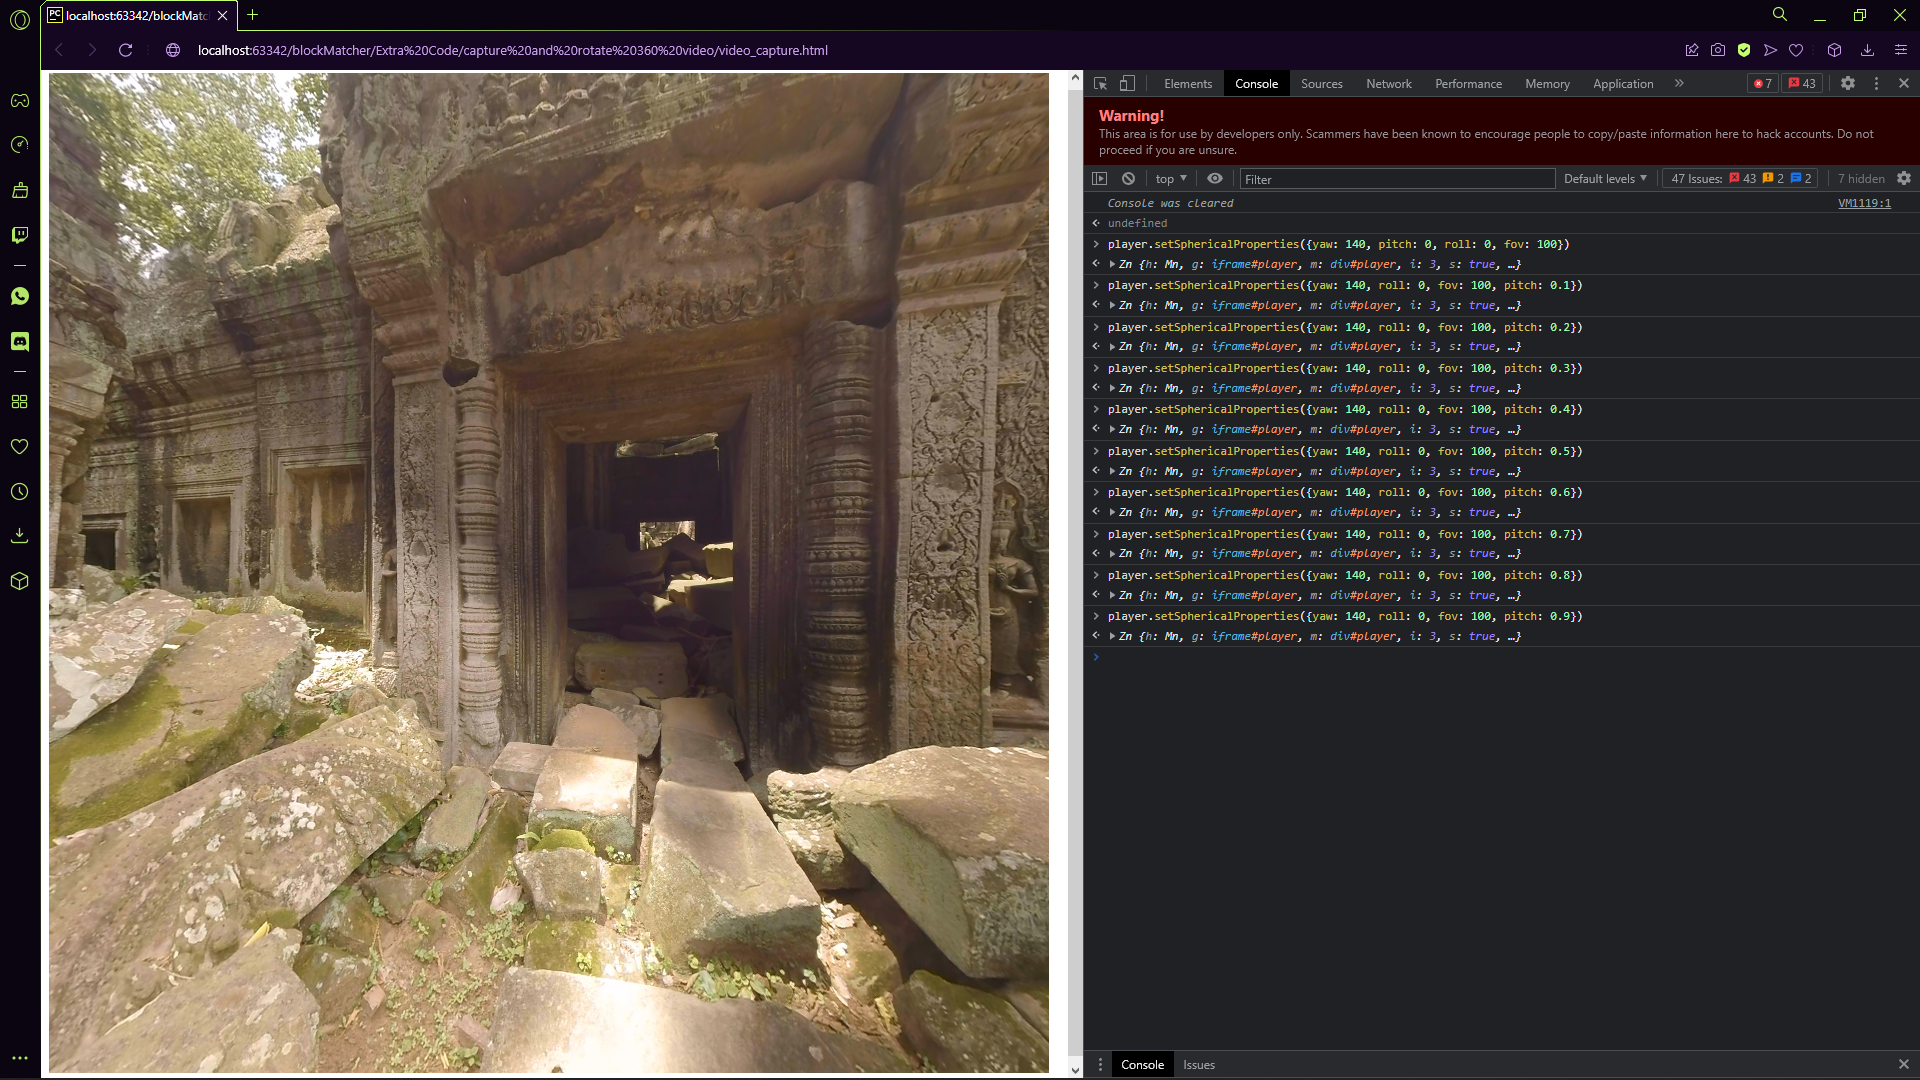 PC localhost:63342/blockMatc
localhost:63342/blockMatcher/Extra%20Code/capture%20and%20rotate%20360%20video/video_capture.html
Elements Console Sources Network Performance Memory Application » 7 43
Warning!
This area is for use by developers only. Scammers have been known to encourage people to copy/paste information here to hack accounts. Do not
proceed if you are unsure.
top Filter Default levels 47 Issues: 43 2 2 7 hidden
Console was cleared VM1119:1
undefined
player.setSphericalProperties({yaw: 140, pitch: 0, roll: 0, fov: 100})
Zn {h: Mn, g: iframe#player, m: div#player, i: 3, s: true, …}
player.setSphericalProperties({yaw: 140, roll: 0, fov: 100, pitch: 0.1})
Zn {h: Mn, g: iframe#player, m: div#player, i: 3, s: true, …}
player.setSphericalProperties({yaw: 140, roll: 0, fov: 100, pitch: 0.2})
Zn {h: Mn, g: iframe#player, m: div#player, i: 3, s: true, …}
player.setSphericalProperties({yaw: 140, roll: 0, fov: 100, pitch: 0.3})
Zn {h: Mn, g: iframe#player, m: div#player, i: 3, s: true, …}
player.setSphericalProperties({yaw: 140, roll: 0, fov: 100, pitch: 0.4})
Zn {h: Mn, g: iframe#player, m: div#player, i: 3, s: true, …}
player.setSphericalProperties({yaw: 140, roll: 0, fov: 100, pitch: 0.5})
Zn {h: Mn, g: iframe#player, m: div#player, i: 3, s: true, …}
player.setSphericalProperties({yaw: 140, roll: 0, fov: 100, pitch: 0.6})
Zn {h: Mn, g: iframe#player, m: div#player, i: 3, s: true, …}
player.setSphericalProperties({yaw: 140, roll: 0, fov: 100, pitch: 0.7})
Zn {h: Mn, g: iframe#player, m: div#player, i: 3, s: true, …}
player.setSphericalProperties({yaw: 140, roll: 0, fov: 100, pitch: 0.8})
Zn {h: Mn, g: iframe#player, m: div#player, i: 3, s: true, …}
player.setSphericalProperties({yaw: 140, roll: 0, fov: 100, pitch: 0.9})
Zn {h: Mn, g: iframe#player, m: div#player, i: 3, s: true, …}
Console Issues